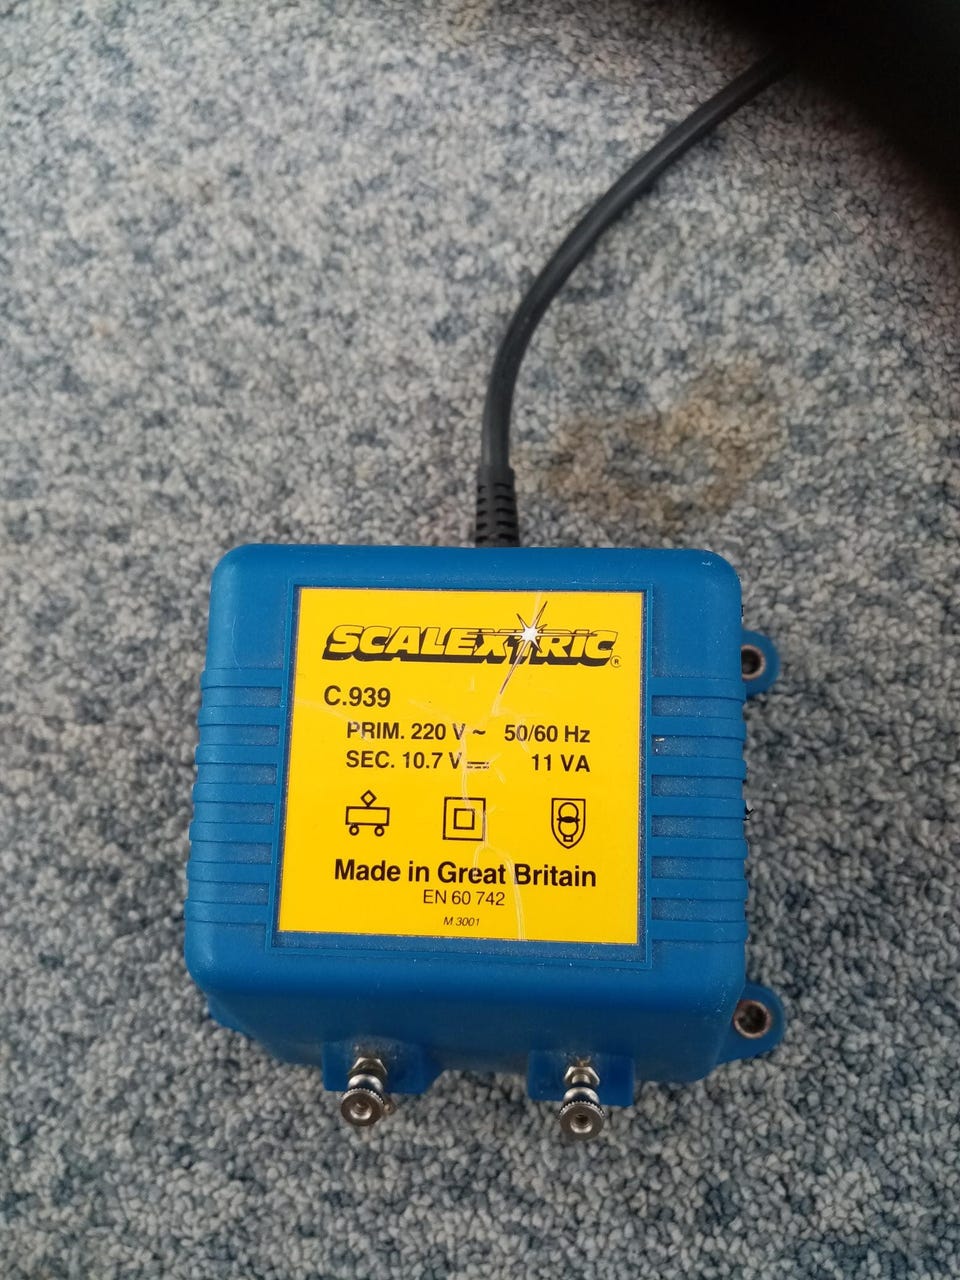 SCALEXTRIC®
C.939
PRIM. 220 V ~ 50/60 Hz
SEC. 10.7 V⎓ 11 VA
Made in Great Britain
EN 60 742
M 3001